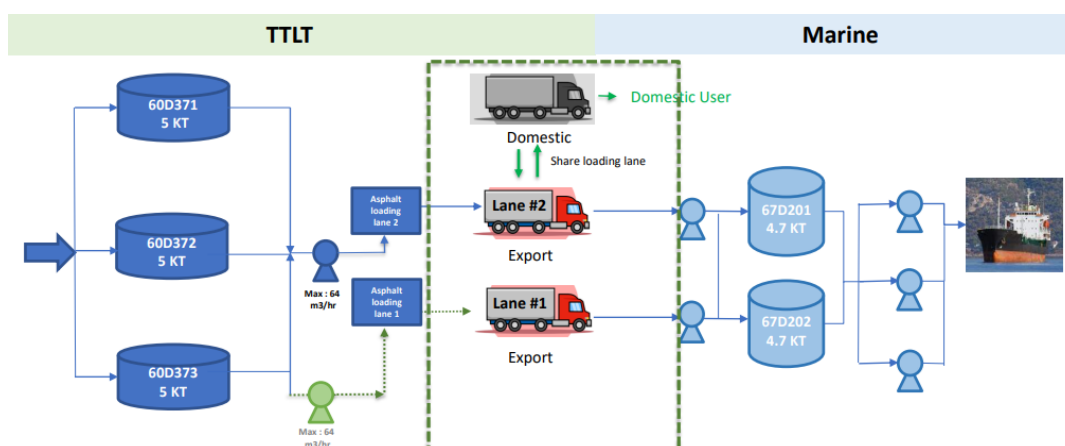 TTLT
Marine
60D371
5 KT
60D372
5 KT
60D373
5 KT
Max : 64
m3/hr
Max : 64
m3/hr
Asphalt
loading
lane 2
Asphalt
loading
lane 1
Domestic User
Domestic
Share loading lane
Lane #2
Export
Lane #1
Export
67D201
4.7 KT
67D202
4.7 KT